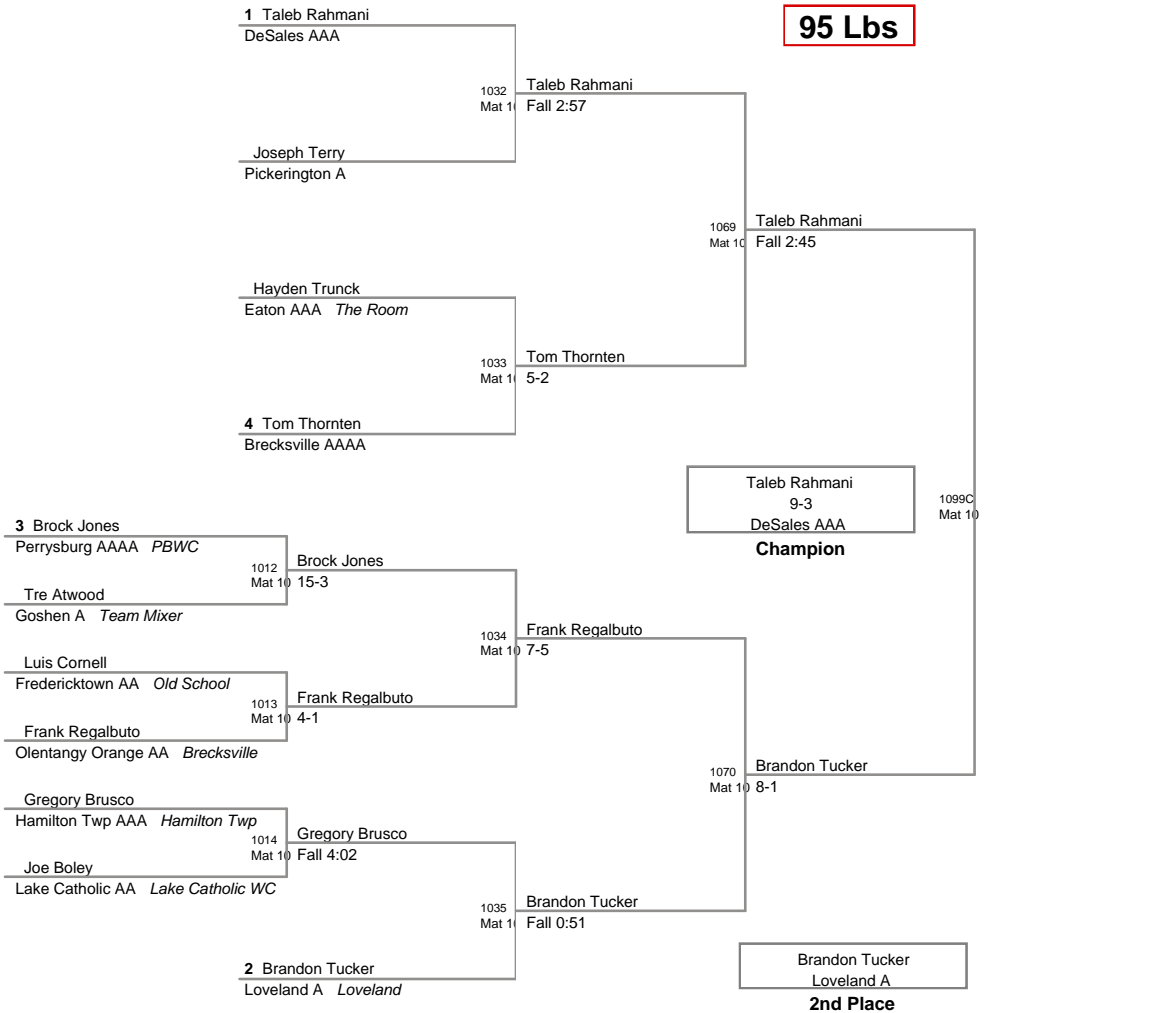 95 Lbs
1 Taleb Rahmani
DeSales AAA
1032
Mat 10
Taleb Rahmani
Fall 2:57
Joseph Terry
Pickerington A
1069
Mat 10
Taleb Rahmani
Fall 2:45
Hayden Trunck
Eaton AAA The Room
1033
Mat 10
Tom Thornten
5-2
4 Tom Thornten
Brecksville AAAA
Taleb Rahmani
9-3
DeSales AAA
Champion
1099C
Mat 10
3 Brock Jones
Perrysburg AAAA PBWC
1012
Mat 10
Brock Jones
15-3
Tre Atwood
Goshen A Team Mixer
1034
Mat 10
Frank Regalbuto
7-5
Luis Cornell
Fredericktown AA Old School
1013
Mat 10
Frank Regalbuto
4-1
Frank Regalbuto
Olentangy Orange AA Brecksville
1070
Mat 10
Brandon Tucker
8-1
Gregory Brusco
Hamilton Twp AAA Hamilton Twp
1014
Mat 10
Gregory Brusco
Fall 4:02
Joe Boley
Lake Catholic AA Lake Catholic WC
1035
Mat 10
Brandon Tucker
Fall 0:51
2 Brandon Tucker
Loveland A Loveland
Brandon Tucker
Loveland A
2nd Place